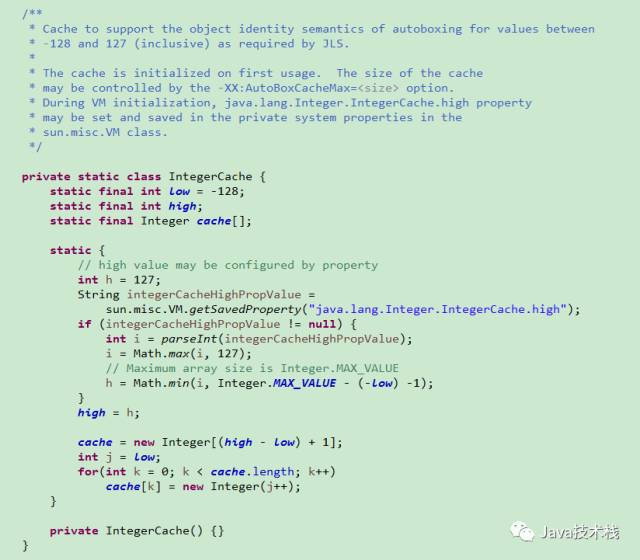 /**
 * Cache to support the object identity semantics of autoboxing for values between
 * -128 and 127 (inclusive) as required by JLS.
 *
 * The cache is initialized on first usage.  The size of the cache
 * may be controlled by the -XX:AutoBoxCacheMax=<size> option.
 * During VM initialization, java.lang.Integer.IntegerCache.high property
 * may be set and saved in the private system properties in the
 * sun.misc.VM class.
 */

private static class IntegerCache {
    static final int low = -128;
    static final int high;
    static final Integer cache[];

    static {
        // high value may be configured by property
        int h = 127;
        String integerCacheHighPropValue =
            sun.misc.VM.getSavedProperty("java.lang.Integer.IntegerCache.high");
        if (integerCacheHighPropValue != null) {
            int i = parseInt(integerCacheHighPropValue);
            i = Math.max(i, 127);
            // Maximum array size is Integer.MAX_VALUE
            h = Math.min(i, Integer.MAX_VALUE - (-low) -1);
        }
        high = h;

        cache = new Integer[(high - low) + 1];
        int j = low;
        for(int k = 0; k < cache.length; k++)
            cache[k] = new Integer(j++);
    }

    private IntegerCache() {}
}
Java技术栈